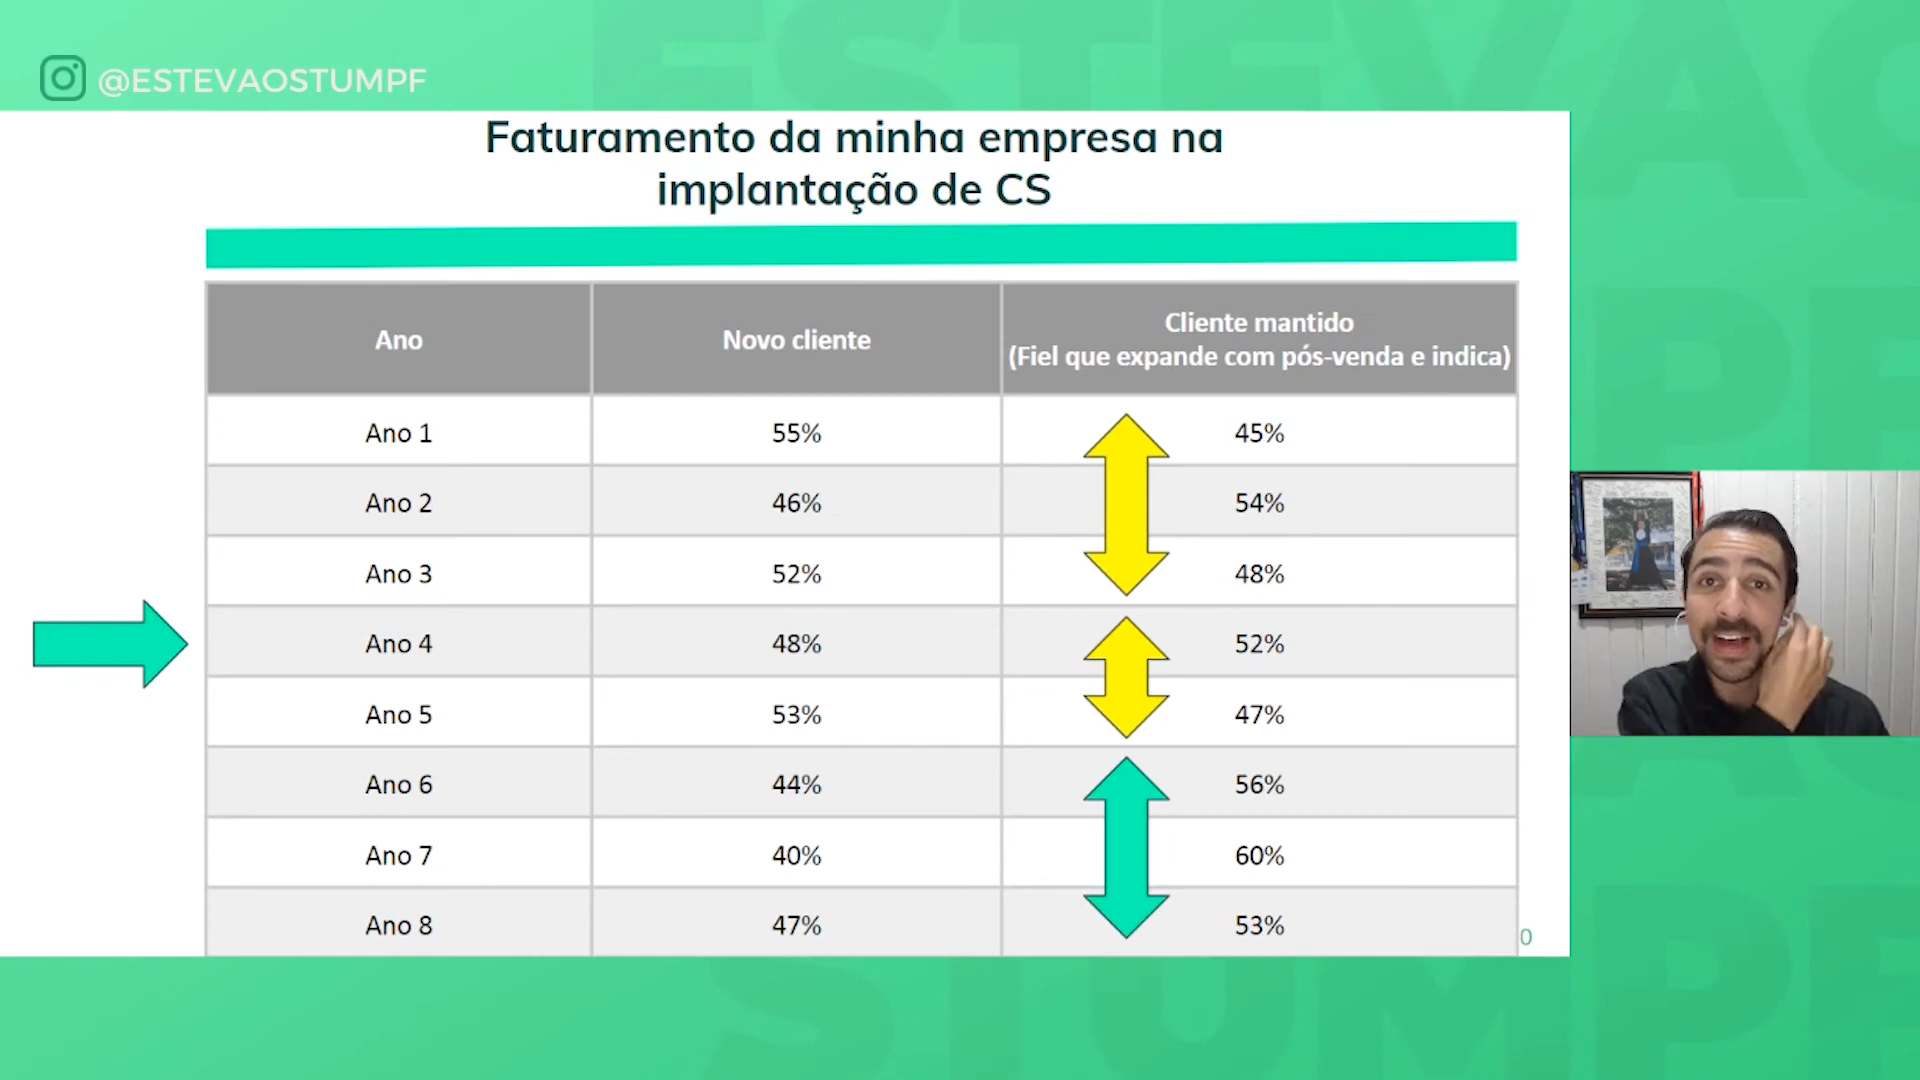 @ESTEVAOSTUMPF
Faturamento da minha empresa na
implantação de CS
Ano
Novo cliente
Cliente mantido
(Fiel que expande com pós-venda e indica)
Ano 1 55% 45%
Ano 2 46% 54%
Ano 3 52% 48%
Ano 4 48% 52%
Ano 5 53% 47%
Ano 6 44% 56%
Ano 7 40% 60%
Ano 8 47% 53%
0